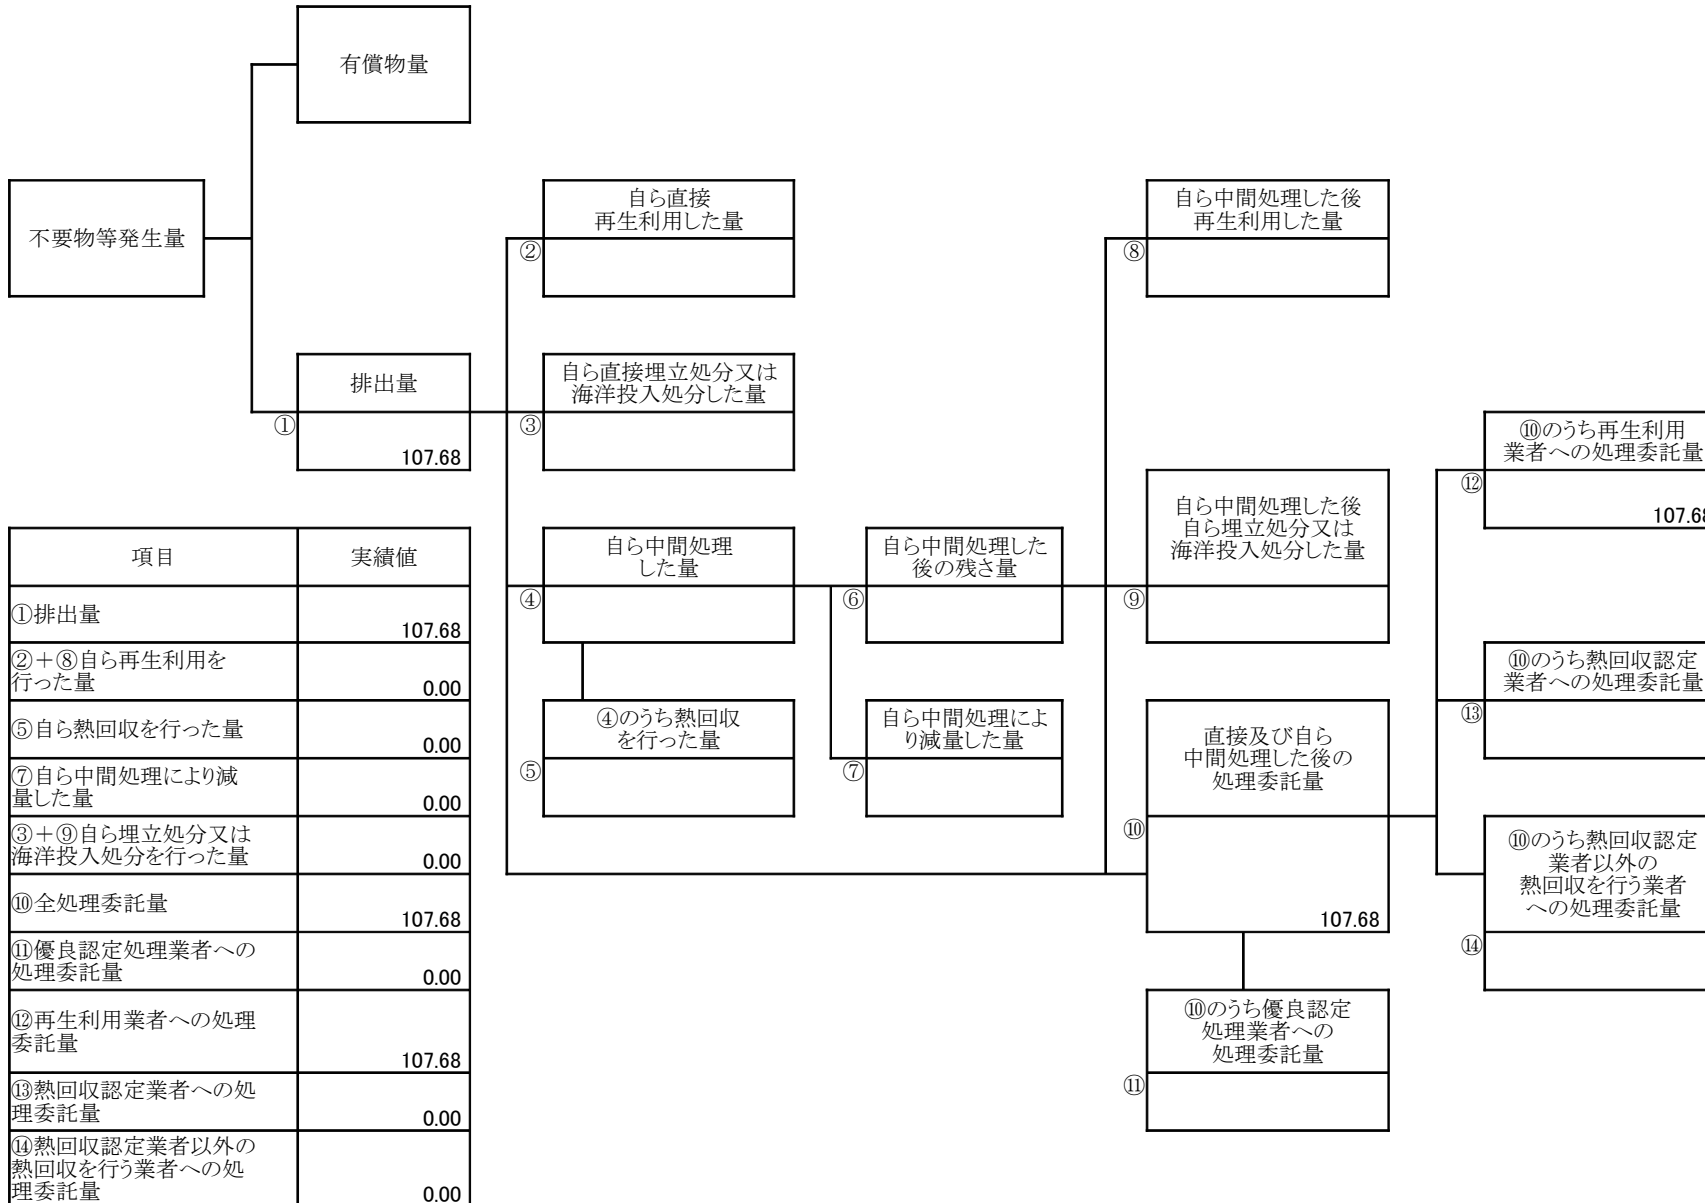 有償物量
不要物等発生量
自ら直接
再生利用した量
②
自ら中間処理した後
再生利用した量
⑧
排出量
①
107.68
自ら直接埋立処分又は
海洋投入処分した量
③
⑩のうち再生利用
業者への処理委託量
⑫
107.68
自ら中間処理
した量
④
自ら中間処理した
後の残さ量
⑥
自ら中間処理した後
自ら埋立処分又は
海洋投入処分した量
⑨
⑩のうち熱回収認定
業者への処理委託量
⑬
④のうち熱回収
を行った量
⑤
自ら中間処理によ
り減量した量
⑦
直接及び自ら
中間処理した後の
処理委託量
⑩
107.68
⑩のうち熱回収認定
業者以外の
熱回収を行う業者
への処理委託量
⑭
⑩のうち優良認定
処理業者への
処理委託量
⑪
項目 実績値
①排出量 107.68
②＋⑧自ら再生利用を
行った量 0.00
⑤自ら熱回収を行った量 0.00
⑦自ら中間処理により減
量した量 0.00
③＋⑨自ら埋立処分又は
海洋投入処分を行った量 0.00
⑩全処理委託量 107.68
⑪優良認定処理業者への
処理委託量 0.00
⑫再生利用業者への処理
委託量 107.68
⑬熱回収認定業者への処
理委託量 0.00
⑭熱回収認定業者以外の
熱回収を行う業者への処
理委託量 0.00